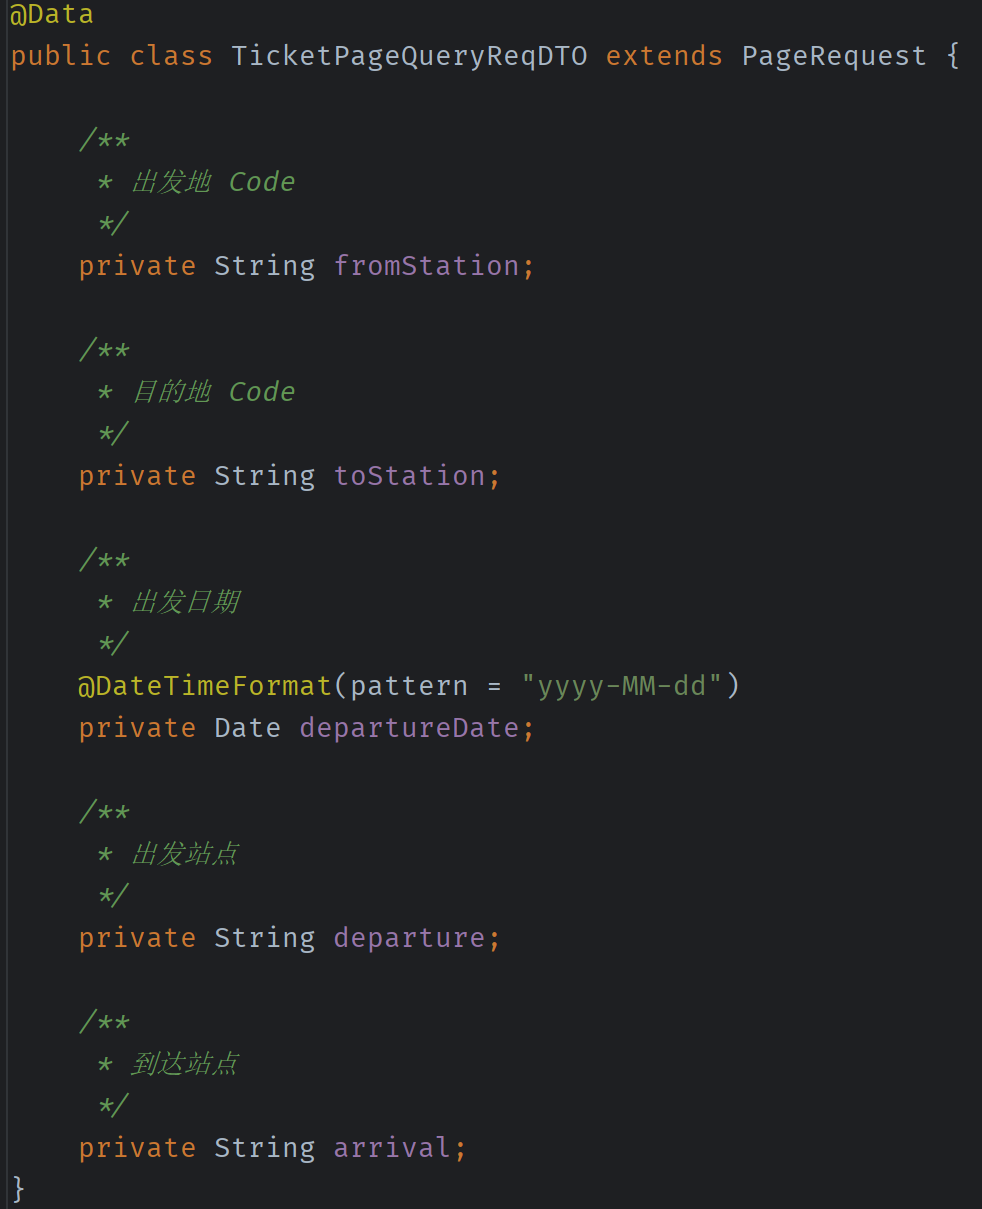 @Data
public class TicketPageQueryReqDTO extends PageRequest {
/**
* 出发地 Code
*/
private String fromStation;
/**
* 目的地 Code
*/
private String toStation;
/**
* 出发日期
*/
@DateTimeFormat(pattern = "yyyy-MM-dd")
private Date departureDate;
/**
* 出发站点
*/
private String departure;
/**
* 到达站点
*/
private String arrival;
}